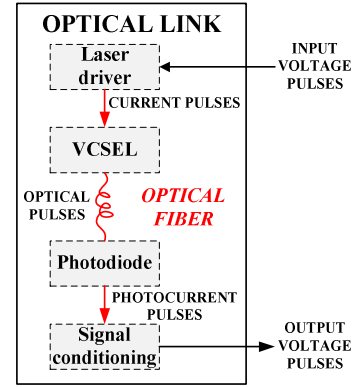 OPTICAL LINK
Laser
driver
INPUT
VOLTAGE
PULSES
CURRENT PULSES
VCSEL
OPTICAL
PULSES
OPTICAL
FIBER
Photodiode
PHOTOCURRENT
PULSES
Signal
conditioning
OUTPUT
VOLTAGE
PULSES